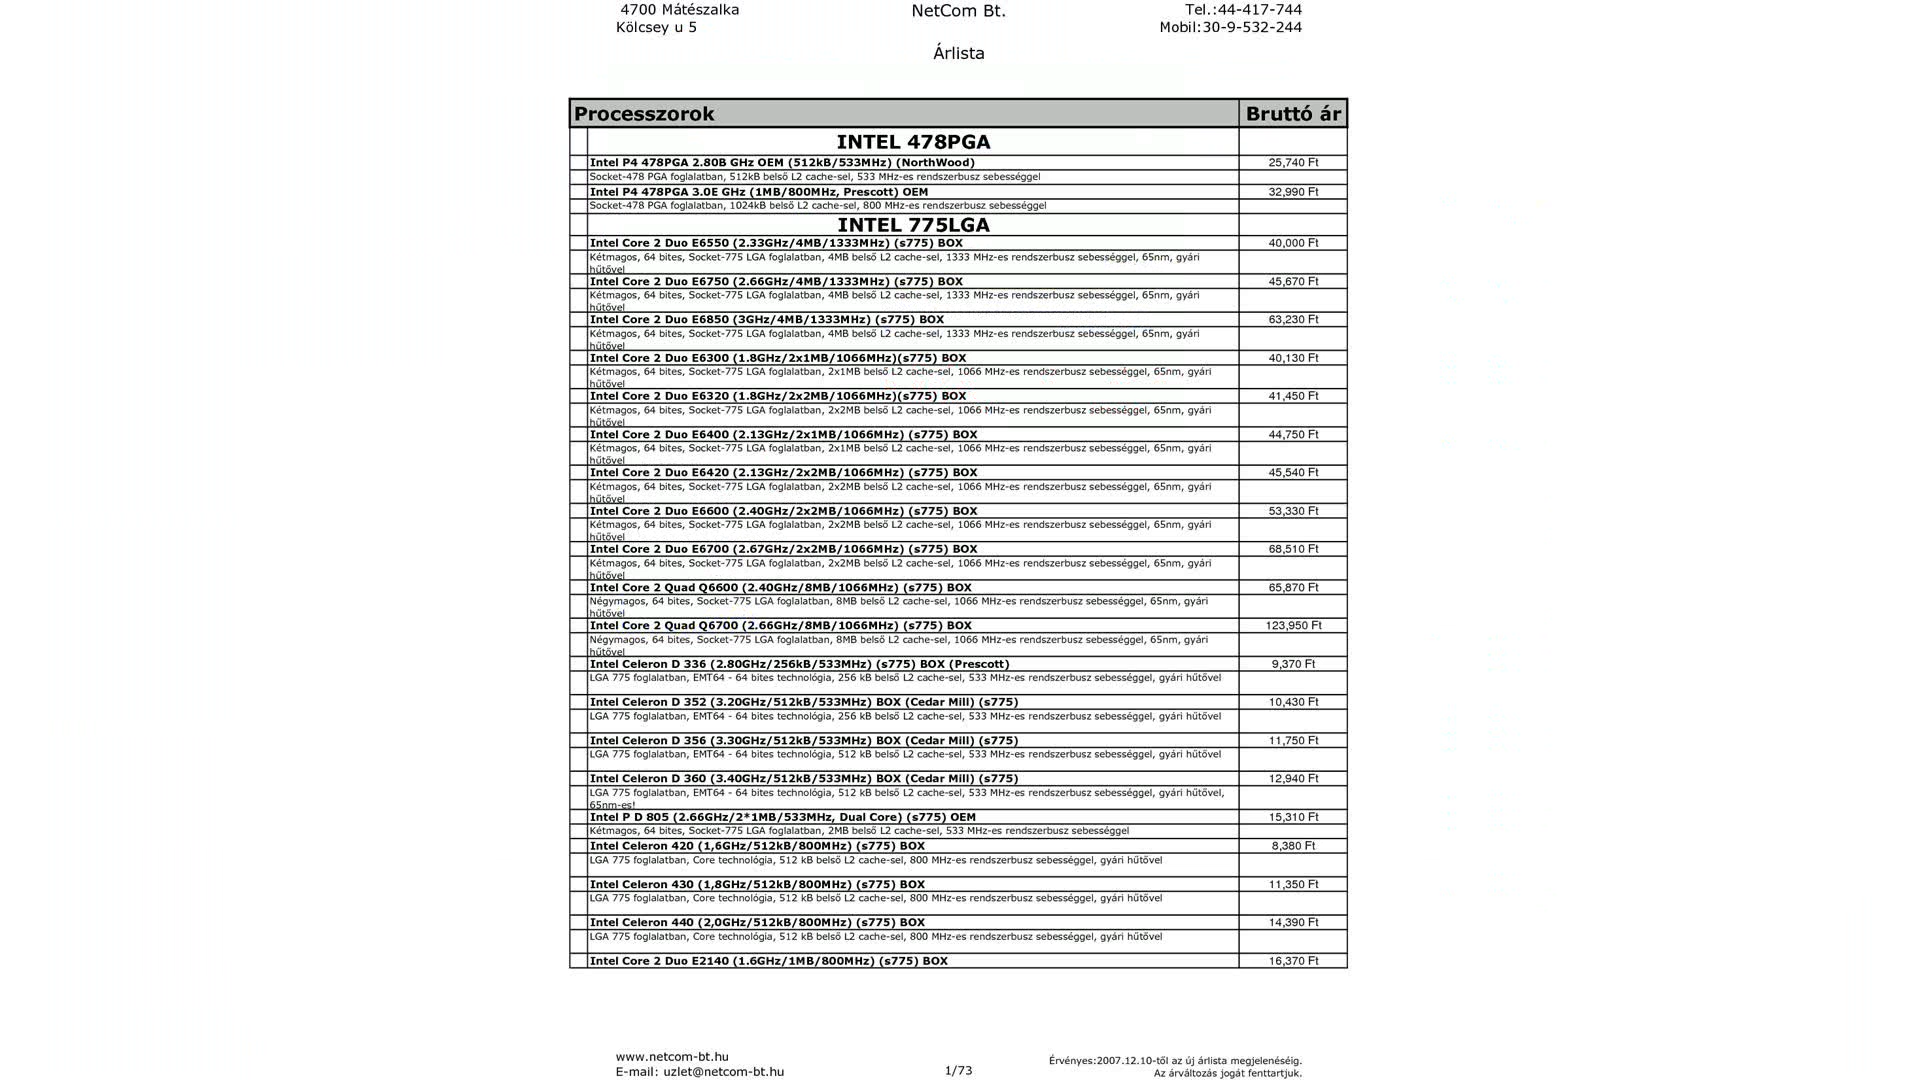 4700 Mátészalka
NetCom Bt.
Tel.:44-417-744
Kölcsey u 5
Mobil:30-9-532-244
Árlista
Processzorok Bruttó ár
INTEL 478PGA
Intel P4 478PGA 2.80B GHz OEM (512kB/533MHz) (NorthWood) 25,740 Ft
Socket-478 PGA foglalatban, 512kB belső L2 cache-sel, 533 MHz-es rendszerbusz sebességgel
Intel P4 478PGA 3.0E GHz (1MB/800MHz, Prescott) OEM 32,990 Ft
Socket-478 PGA foglalatban, 1024kB belső L2 cache-sel, 800 MHz-es rendszerbusz sebességgel
INTEL 775LGA
Intel Core 2 Duo E6550 (2.33GHz/4MB/1333MHz) (s775) BOX 40,000 Ft
Kétmagos, 64 bites, Socket-775 LGA foglalatban, 4MB belső L2 cache-sel, 1333 MHz-es rendszerbusz sebességgel, 65nm, gyári
hűtővel
Intel Core 2 Duo E6750 (2.66GHz/4MB/1333MHz) (s775) BOX 45,670 Ft
Kétmagos, 64 bites, Socket-775 LGA foglalatban, 4MB belső L2 cache-sel, 1333 MHz-es rendszerbusz sebességgel, 65nm, gyári
hűtővel
Intel Core 2 Duo E6850 (3GHz/4MB/1333MHz) (s775) BOX 63,230 Ft
Kétmagos, 64 bites, Socket-775 LGA foglalatban, 4MB belső L2 cache-sel, 1333 MHz-es rendszerbusz sebességgel, 65nm, gyári
hűtővel
Intel Core 2 Duo E6300 (1.8GHz/2x1MB/1066MHz)(s775) BOX 40,130 Ft
Kétmagos, 64 bites, Socket-775 LGA foglalatban, 2x1MB belső L2 cache-sel, 1066 MHz-es rendszerbusz sebességgel, 65nm, gyári
hűtővel
Intel Core 2 Duo E6320 (1.8GHz/2x2MB/1066MHz)(s775) BOX 41,450 Ft
Kétmagos, 64 bites, Socket-775 LGA foglalatban, 2x2MB belső L2 cache-sel, 1066 MHz-es rendszerbusz sebességgel, 65nm, gyári
hűtővel
Intel Core 2 Duo E6400 (2.13GHz/2x1MB/1066MHz) (s775) BOX 44,750 Ft
Kétmagos, 64 bites, Socket-775 LGA foglalatban, 2x1MB belső L2 cache-sel, 1066 MHz-es rendszerbusz sebességgel, 65nm, gyári
hűtővel
Intel Core 2 Duo E6420 (2.13GHz/2x2MB/1066MHz) (s775) BOX 45,540 Ft
Kétmagos, 64 bites, Socket-775 LGA foglalatban, 2x2MB belső L2 cache-sel, 1066 MHz-es rendszerbusz sebességgel, 65nm, gyári
hűtővel
Intel Core 2 Duo E6600 (2.40GHz/2x2MB/1066MHz) (s775) BOX 53,330 Ft
Kétmagos, 64 bites, Socket-775 LGA foglalatban, 2x2MB belső L2 cache-sel, 1066 MHz-es rendszerbusz sebességgel, 65nm, gyári
hűtővel
Intel Core 2 Duo E6700 (2.67GHz/2x2MB/1066MHz) (s775) BOX 68,510 Ft
Kétmagos, 64 bites, Socket-775 LGA foglalatban, 2x2MB belső L2 cache-sel, 1066 MHz-es rendszerbusz sebességgel, 65nm, gyári
hűtővel
Intel Core 2 Quad Q6600 (2.40GHz/8MB/1066MHz) (s775) BOX 65,870 Ft
Négymagos, 64 bites, Socket-775 LGA foglalatban, 8MB belső L2 cache-sel, 1066 MHz-es rendszerbusz sebességgel, 65nm, gyári
hűtővel
Intel Core 2 Quad Q6700 (2.66GHz/8MB/1066MHz) (s775) BOX 123,950 Ft
Négymagos, 64 bites, Socket-775 LGA foglalatban, 8MB belső L2 cache-sel, 1066 MHz-es rendszerbusz sebességgel, 65nm, gyári
hűtővel
Intel Celeron D 336 (2.80GHz/256kB/533MHz) (s775) BOX (Prescott) 9,370 Ft
LGA 775 foglalatban, EMT64 - 64 bites technológia, 256 kB belső L2 cache-sel, 533 MHz-es rendszerbusz sebességgel, gyári hűtővel
Intel Celeron D 352 (3.20GHz/512kB/533MHz) BOX (Cedar Mill) (s775) 10,430 Ft
LGA 775 foglalatban, EMT64 - 64 bites technológia, 256 kB belső L2 cache-sel, 533 MHz-es rendszerbusz sebességgel, gyári hűtővel
Intel Celeron D 356 (3.30GHz/512kB/533MHz) BOX (Cedar Mill) (s775) 11,750 Ft
LGA 775 foglalatban, EMT64 - 64 bites technológia, 512 kB belső L2 cache-sel, 533 MHz-es rendszerbusz sebességgel, gyári hűtővel
Intel Celeron D 360 (3.40GHz/512kB/533MHz) BOX (Cedar Mill) (s775) 12,940 Ft
LGA 775 foglalatban, EMT64 - 64 bites technológia, 512 kB belső L2 cache-sel, 533 MHz-es rendszerbusz sebességgel, gyári hűtővel,
65nm-es!
Intel P D 805 (2.66GHz/2*1MB/533MHz, Dual Core) (s775) OEM 15,310 Ft
Kétmagos, 64 bites, Socket-775 LGA foglalatban, 2MB belső L2 cache-sel, 533 MHz-es rendszerbusz sebességgel
Intel Celeron 420 (1,6GHz/512kB/800MHz) (s775) BOX 8,380 Ft
LGA 775 foglalatban, Core technológia, 512 kB belső L2 cache-sel, 800 MHz-es rendszerbusz sebességgel, gyári hűtővel
Intel Celeron 430 (1,8GHz/512kB/800MHz) (s775) BOX 11,350 Ft
LGA 775 foglalatban, Core technológia, 512 kB belső L2 cache-sel, 800 MHz-es rendszerbusz sebességgel, gyári hűtővel
Intel Celeron 440 (2,0GHz/512kB/800MHz) (s775) BOX 14,390 Ft
LGA 775 foglalatban, Core technológia, 512 kB belső L2 cache-sel, 800 MHz-es rendszerbusz sebességgel, gyári hűtővel
Intel Core 2 Duo E2140 (1.6GHz/1MB/800MHz) (s775) BOX 16,370 Ft
www.netcom-bt.hu
E-mail: uzlet@netcom-bt.hu
1/73
Érvényes:2007.12.10-től az új árlista megjelenéséig.
Az árváltozás jogát fenttartjuk.